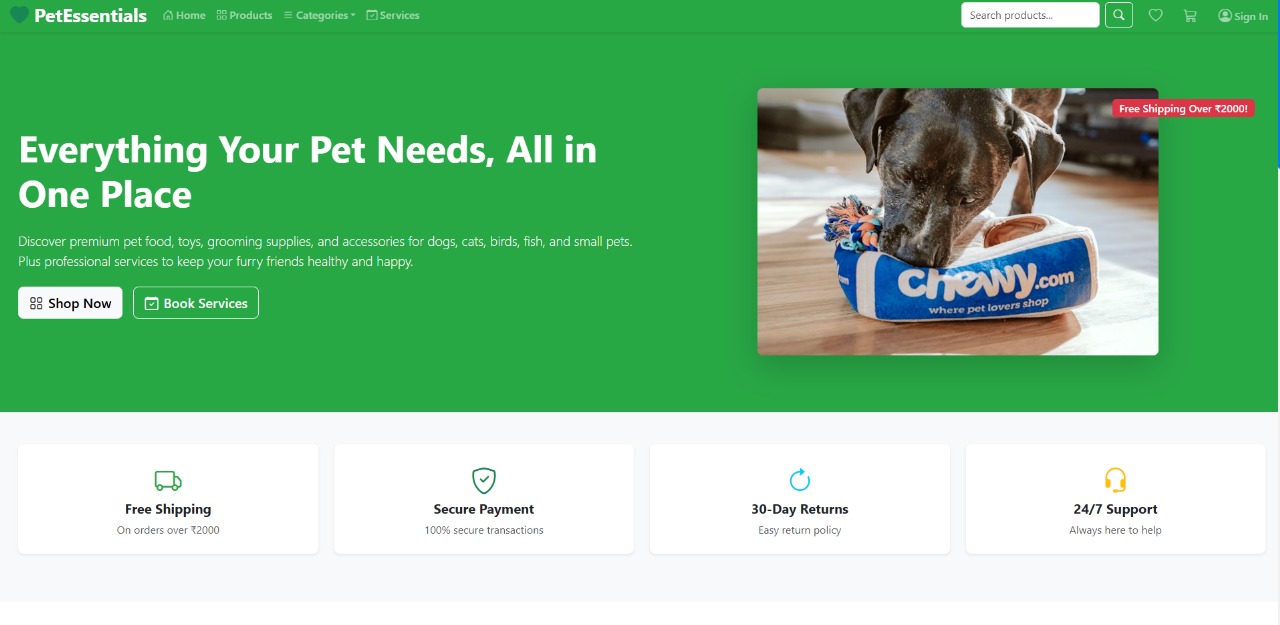 PetEssentials
Home
Products
Categories
Services
Search products...
Sign In
Everything Your Pet Needs, All in
One Place
Discover premium pet food, toys, grooming supplies, and accessories for dogs, cats, birds, fish, and small pets.
Plus professional services to keep your furry friends healthy and happy.
Shop Now
Book Services
Free Shipping Over ₹2000!
chewy.com
where pet lovers shop
Free Shipping
On orders over ₹2000
Secure Payment
100% secure transactions
30-Day Returns
Easy return policy
24/7 Support
Always here to help